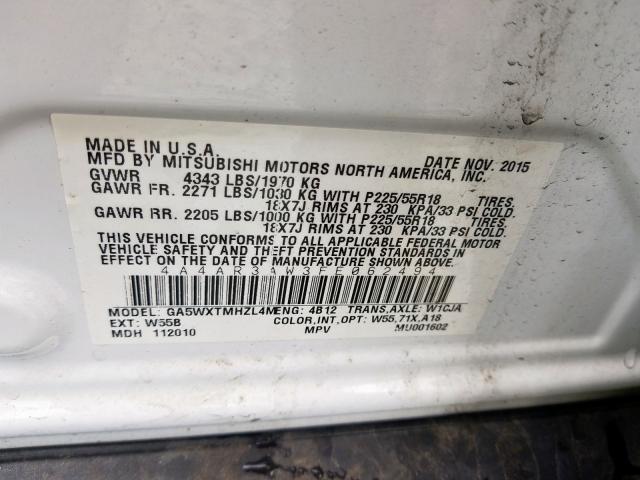 MADE IN U.S.A. DATE NOV. 2015
MFD BY MITSUBISHI MOTORS NORTH AMERICA, INC.
GVWR 4343 LBS/1970 KG
GAWR FR. 2271 LBS/1030 KG WITH P225/55R18 TIRES
18X7J RIMS AT 230 KPA/33 PSI COLD.
GAWR RR. 2205 LBS/1000 KG WITH P225/55R18 TIRES
18X7J RIMS AT 230 KPA/33 PSI COLD.
THIS VEHICLE CONFORMS TO ALL APPLICABLE FEDERAL MOTOR
VEHICLE SAFETY AND THEFT PREVENTION STANDARDS IN
EFFECT ON THE DATE OF MANUFACTURE SHOWN ABOVE.
4A4AR3AW3FE062494
MODEL: GA5WXTMHZL4M ENG: 4B12 TRANS,AXLE: W1CJA
EXT: W55B COLOR,INT,OPT: W55,71X,A18
MDH 112010 MPV MU001602